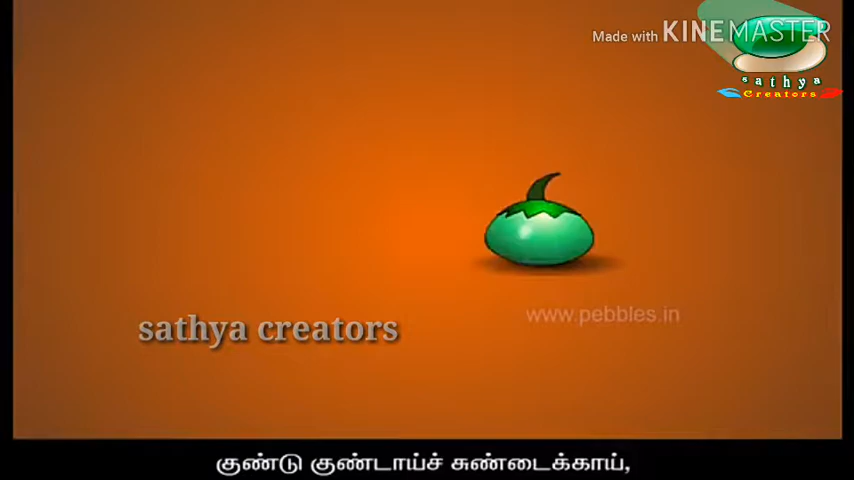 Made with KINEMASTER
sathya
Creators
sathya creators
www.pebbles.in
குண்டு குண்டாய்ச் சுண்டைக்காய்,